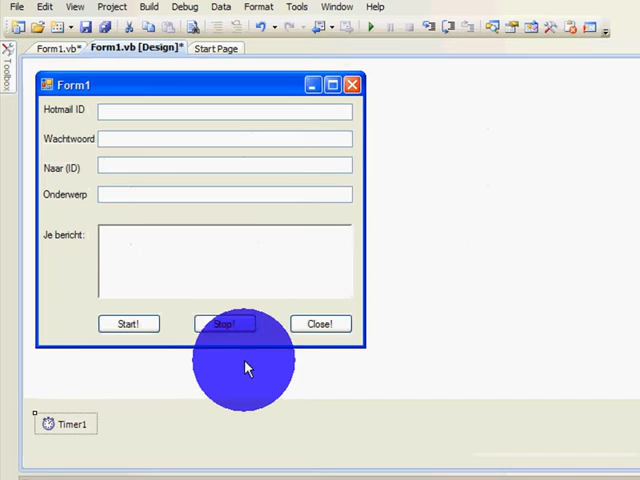 File Edit View Project Build Debug Data Format Tools Window Help
Form1.vb* Form1.vb [Design]* Start Page
Toolbox
Form1
Hotmail ID
Wachtwoord
Naar (ID)
Onderwerp
Je bericht:
Start! Stop! Close!
Timer1